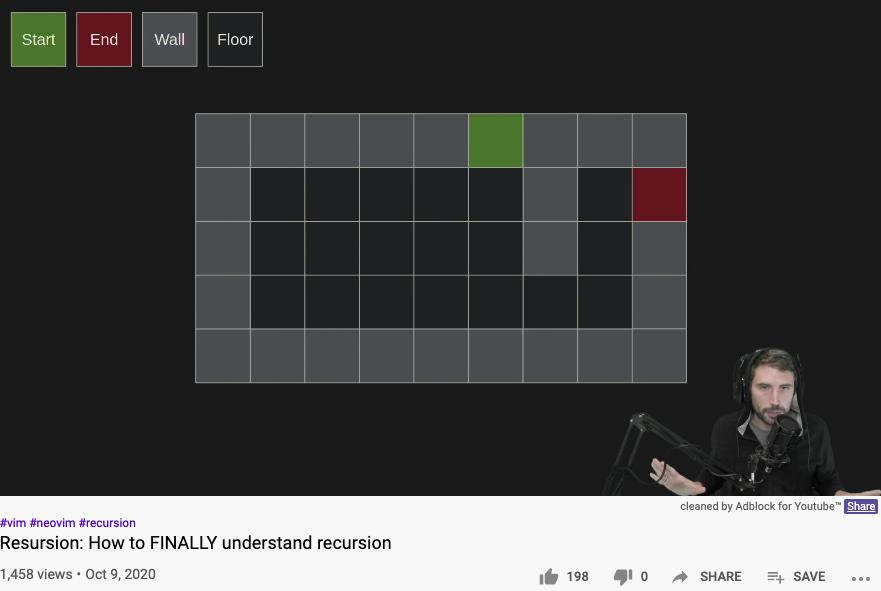 Start End Wall Floor
cleaned by Adblock for Youtube™ Share
#vim #neovim #recursion
Resursion: How to FINALLY understand recursion
1,458 views • Oct 9, 2020 198 0 SHARE SAVE